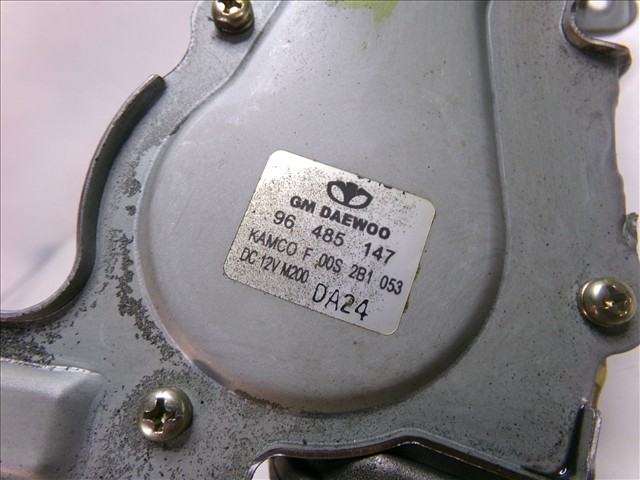 GM DAEWOO
96 485 147
KAMCO F 00S 2B1 053
DC 12V M200
DA24